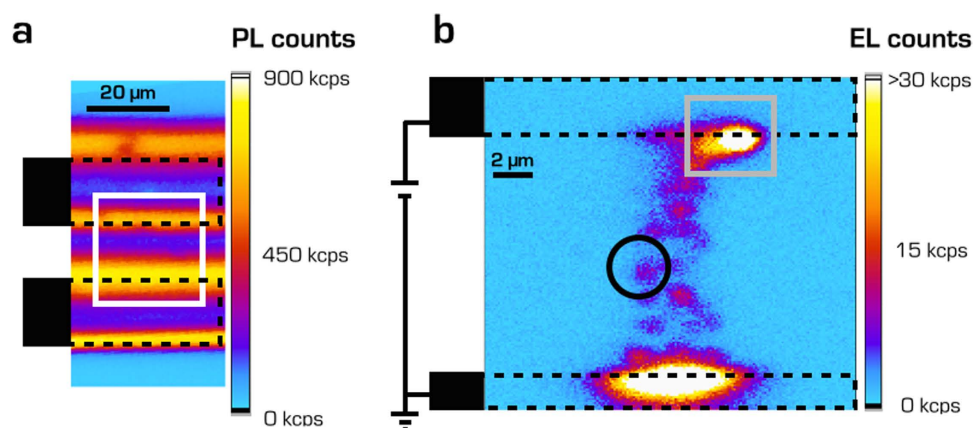 a
PL counts
20 μm
900 kcps
450 kcps
0 kcps
b
EL counts
2 μm
>30 kcps
15 kcps
0 kcps